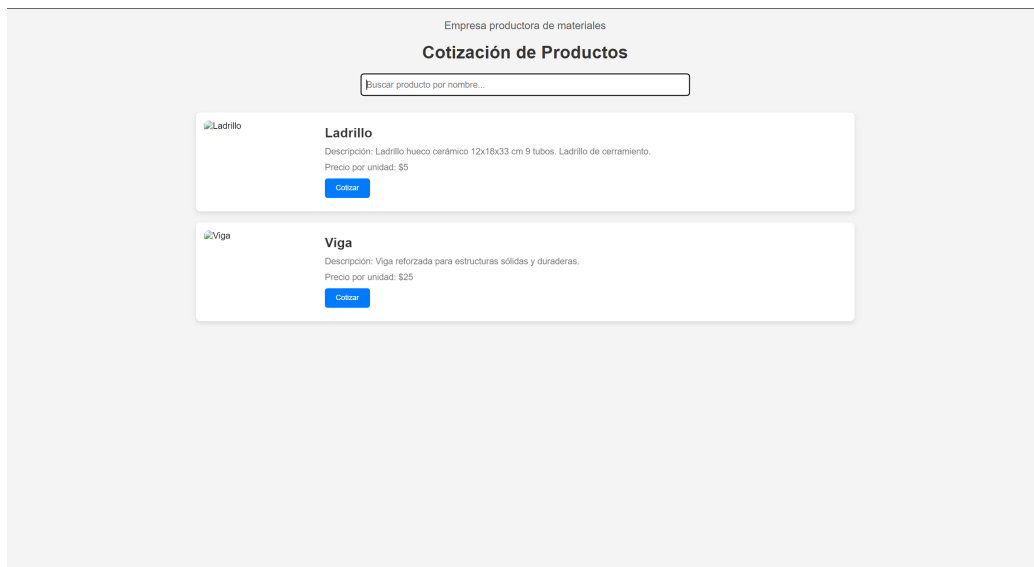 Empresa productora de materiales
Cotización de Productos
Buscar producto por nombre...
Ladrillo
Ladrillo
Descripción: Ladrillo hueco cerámico 12x18x33 cm 9 tubos. Ladrillo de cerramiento.
Precio por unidad: $5
Cotizar
Viga
Viga
Descripción: Viga reforzada para estructuras sólidas y duraderas.
Precio por unidad: $25
Cotizar